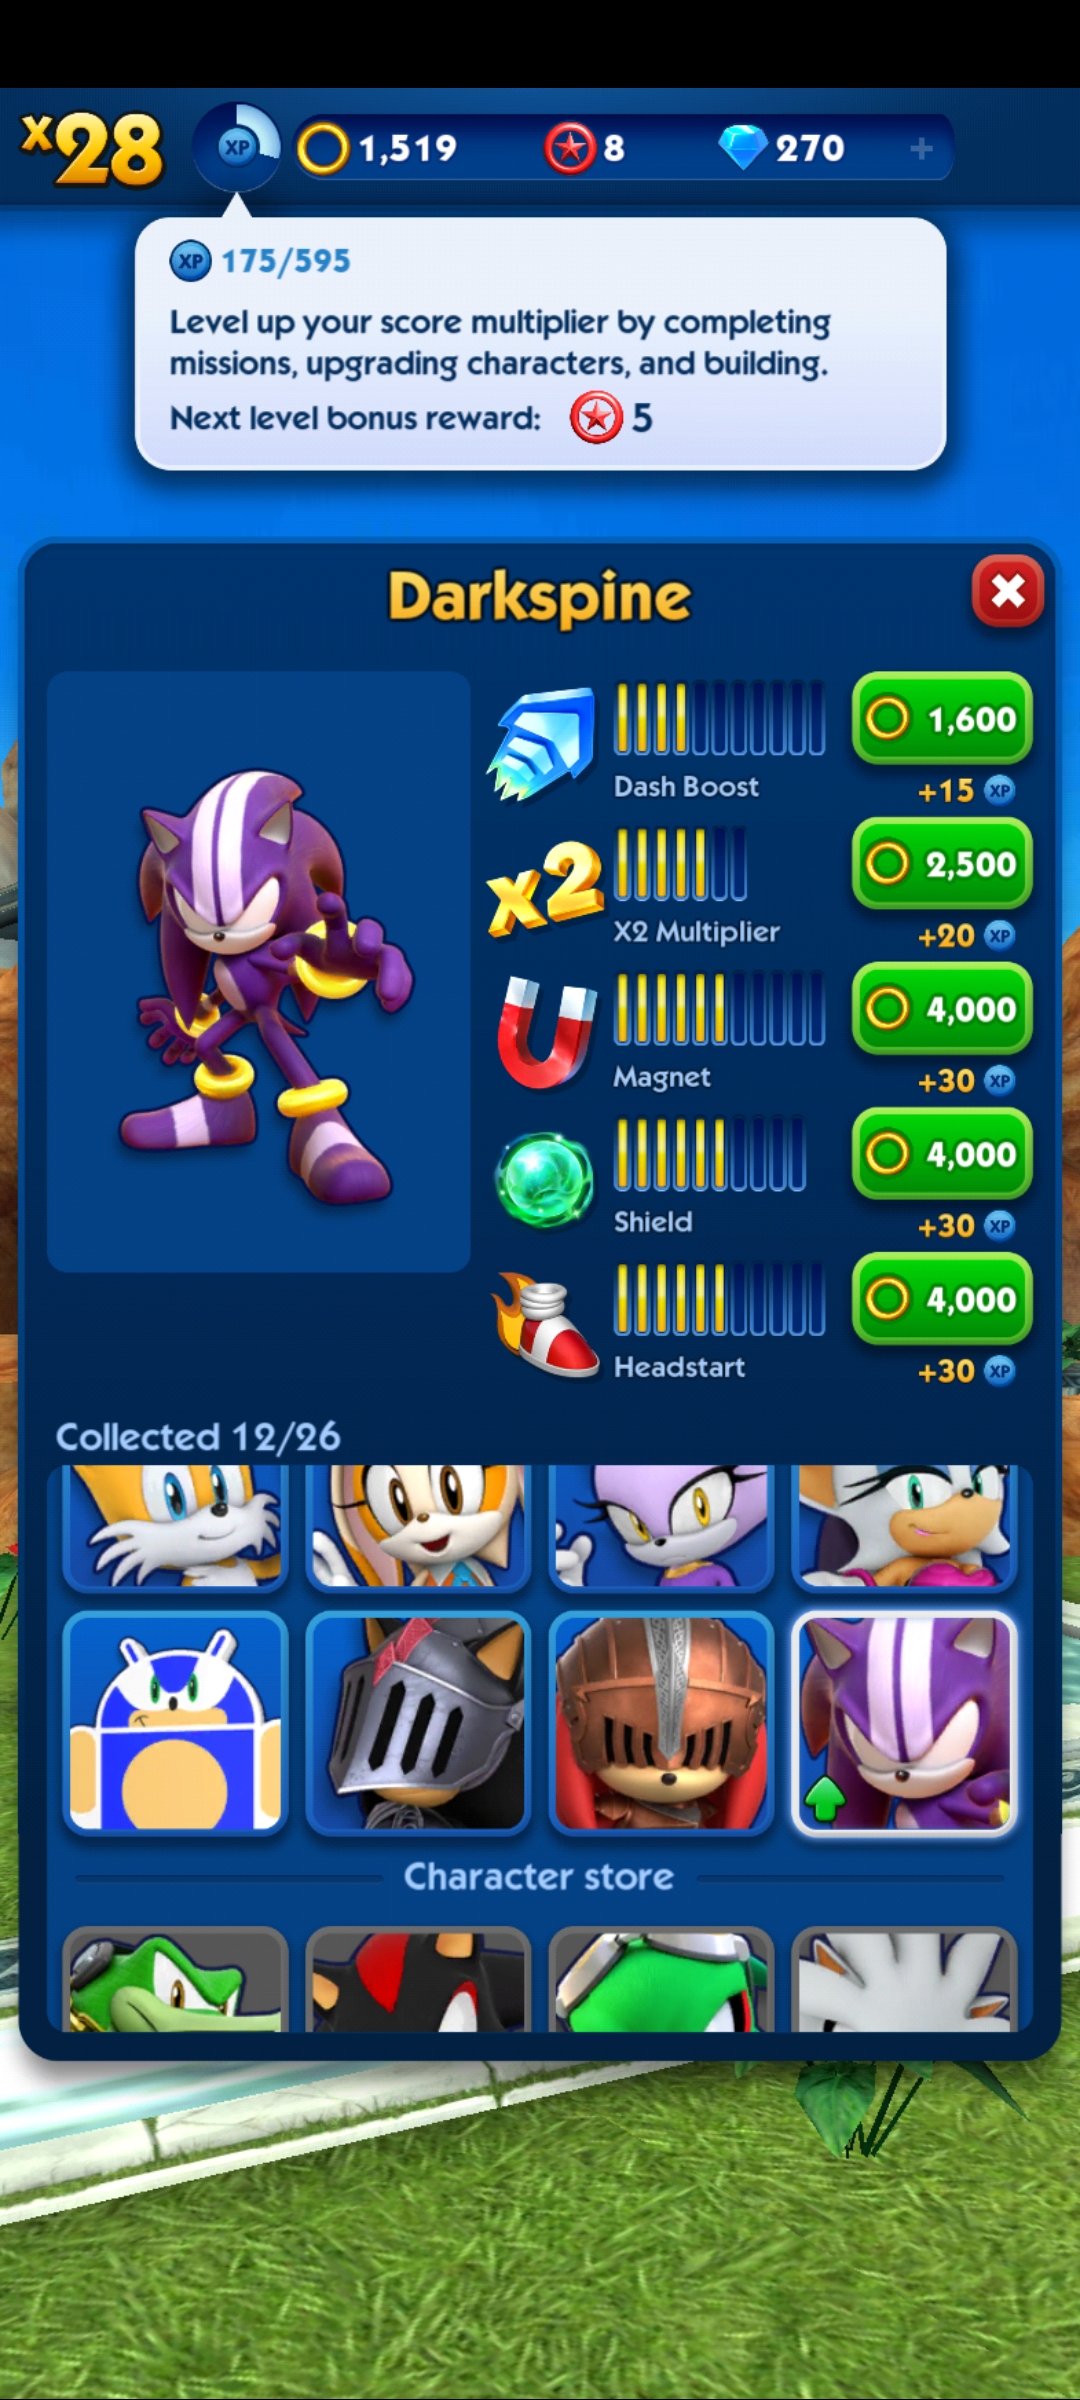 x28
XP
1,519
8
270
+
XP 175/595
Level up your score multiplier by completing
missions, upgrading characters, and building.
Next level bonus reward: 5
Darkspine
1,600
Dash Boost
+15 XP
x2
2,500
X2 Multiplier
+20 XP
4,000
Magnet
+30 XP
4,000
Shield
+30 XP
4,000
Headstart
+30 XP
Collected 12/26
Character store